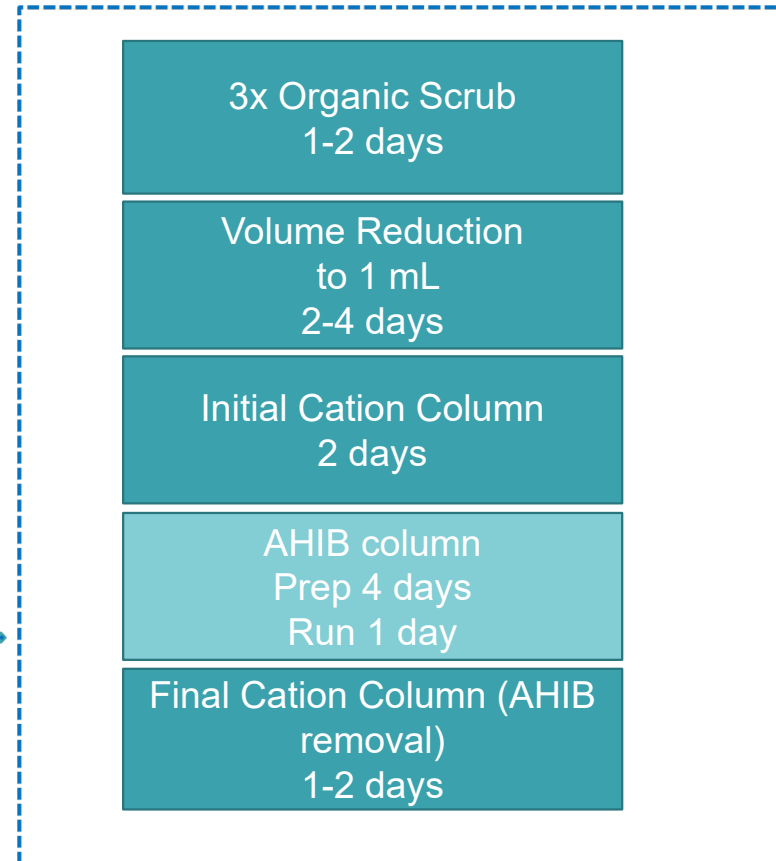 3x Organic Scrub
1-2 days
Volume Reduction
to 1 mL
2-4 days
Initial Cation Column
2 days
AHIB column
Prep 4 days
Run 1 day
Final Cation Column (AHIB
removal)
1-2 days